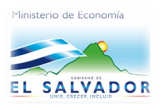 Ministerio de Economía
GOBIERNO DE
EL SALVADOR
UNIR, CRECER, INCLUIR